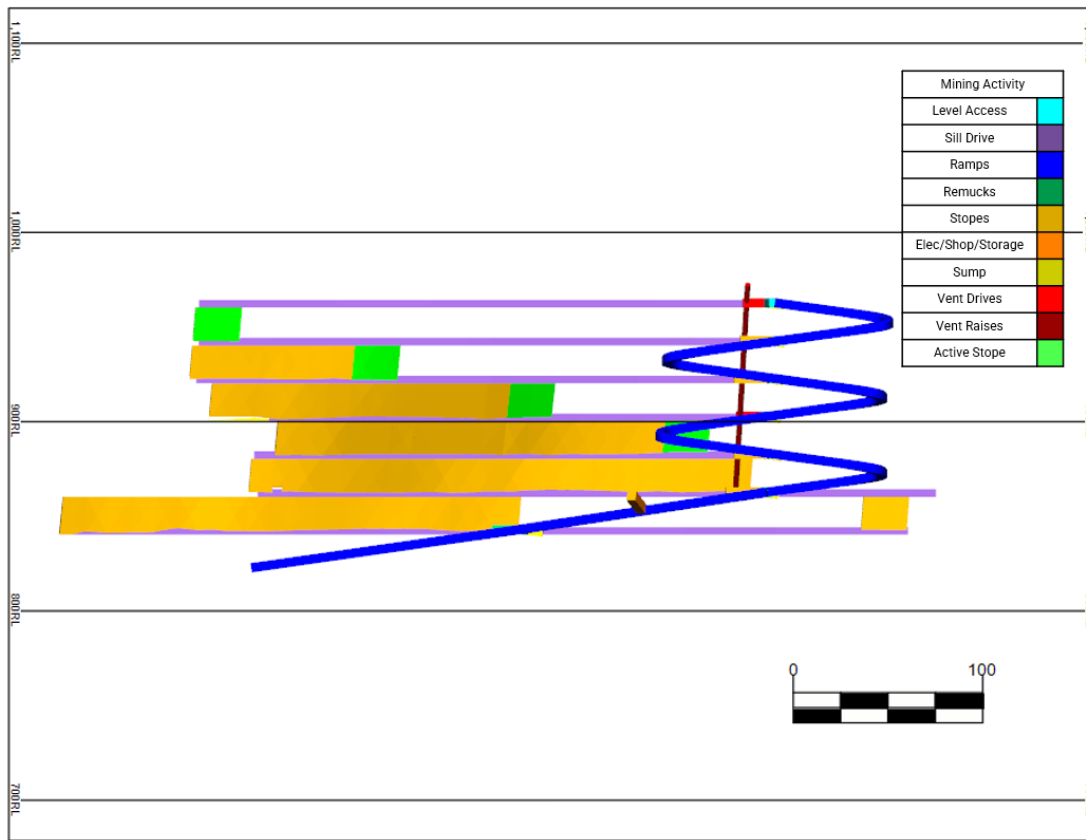 1,100RL
Mining Activity
Level Access
Sill Drive
Ramps
Remucks
Stopes
Elec/Shop/Storage
Sump
Vent Drives
Vent Raises
Active Stope
1,000RL
900RL
800RL
0 100
700RL